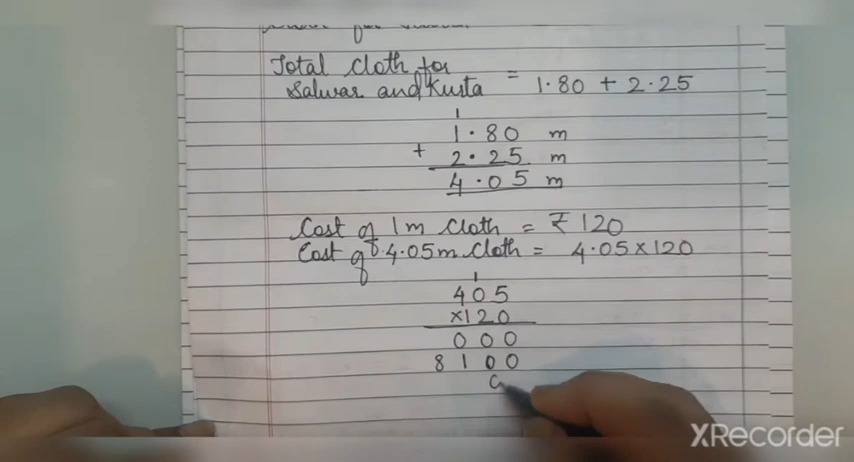 Total Cloth for
Salwar and Kurta = 1.80 + 2.25
1
1.80 m
+ 2.25 m
4.05 m
Cost of 1m Cloth = ₹ 120
Cost of 4.05m Cloth = 4.05×120
1
405
×120
000
8100
XRecorder